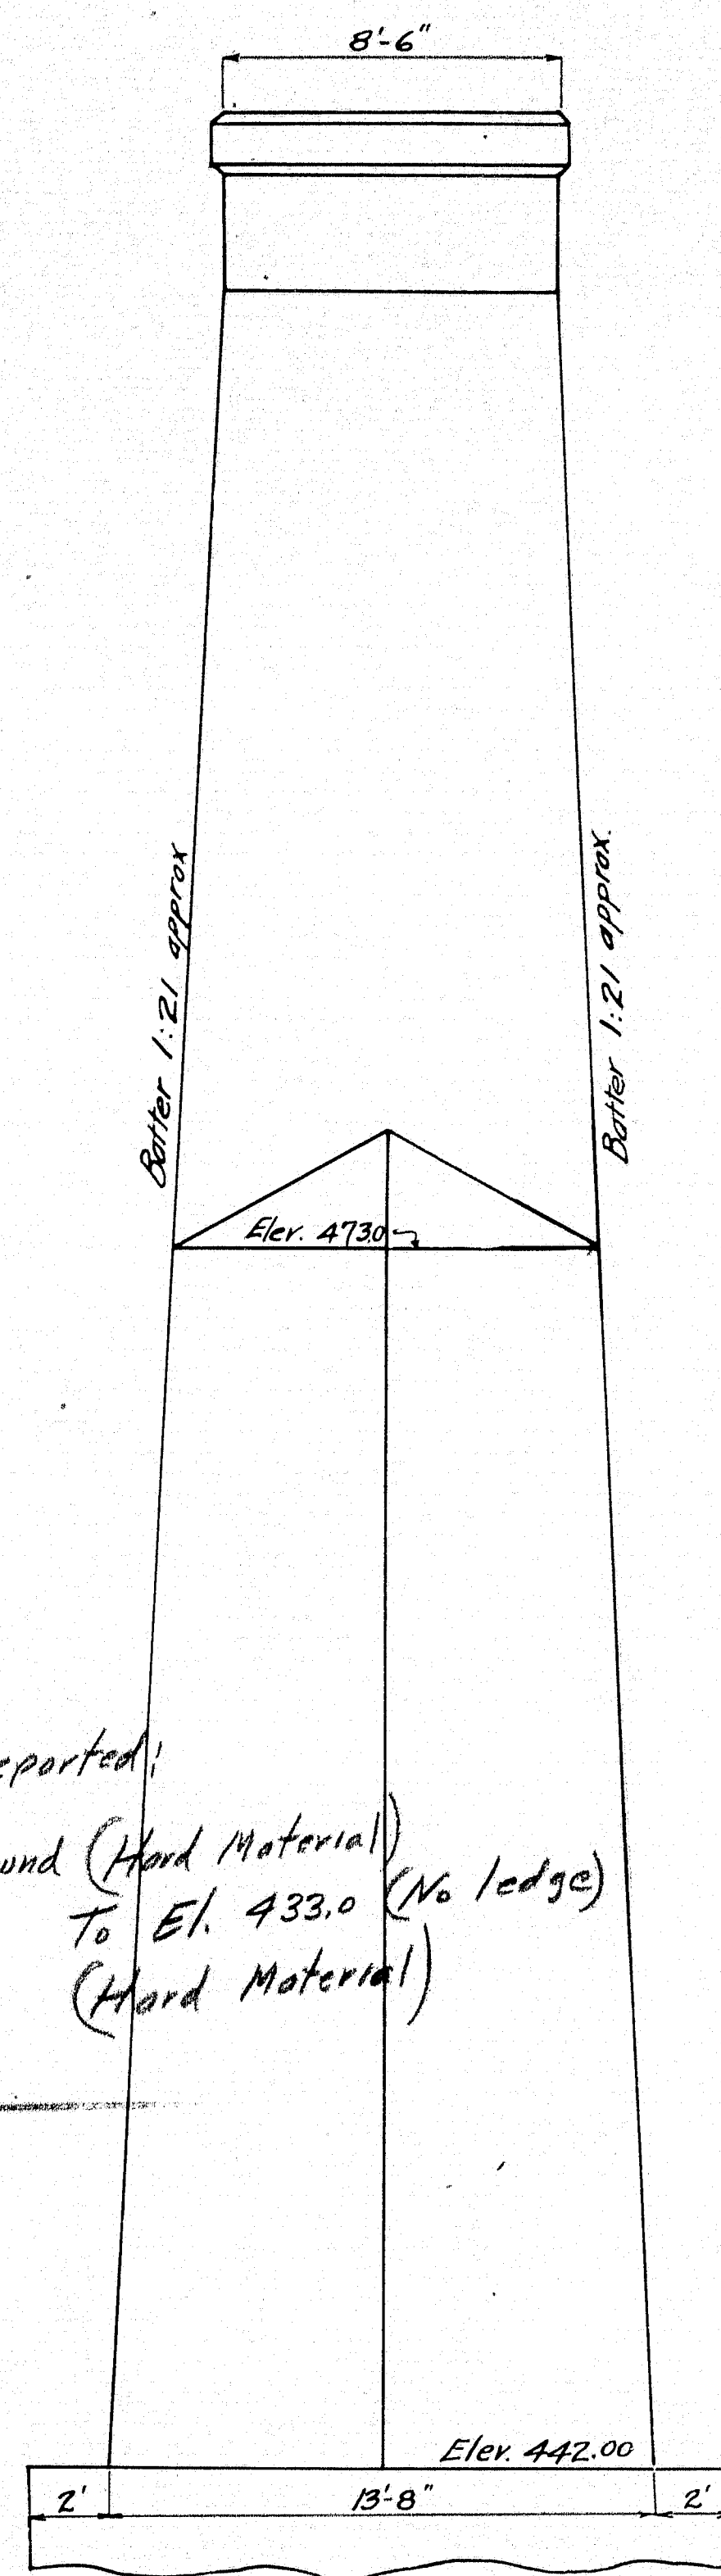 8'-6"
Batter 1:21 approx
Batter 1:21 approx.
Elev. 473.0
eported:
und (Hard Material)
To El. 433.0 (No ledge)
(Hard Material)
Elev. 442.00
2'
13'-8"
2'